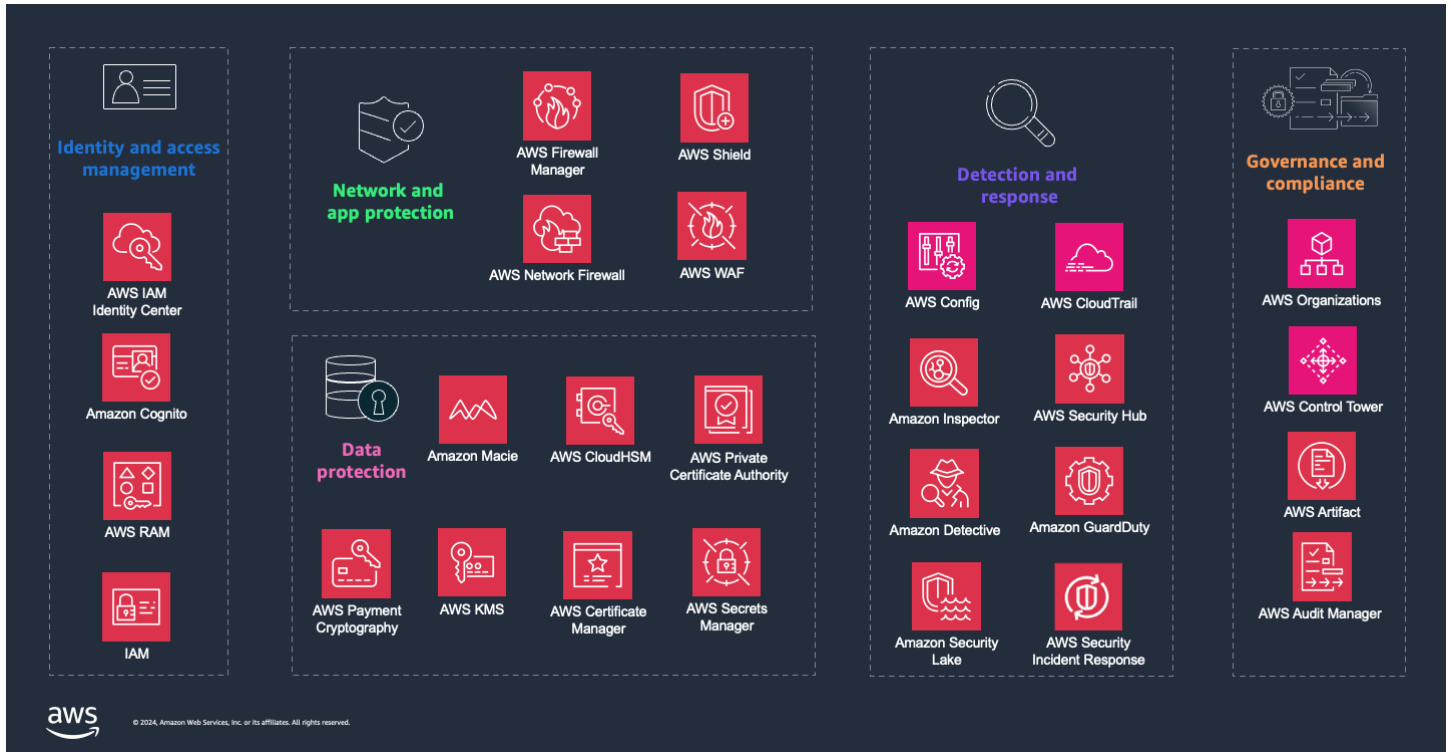 Identity and access
management
AWS IAM
Identity Center
Amazon Cognito
AWS RAM
IAM
Network and
app protection
AWS Firewall
Manager
AWS Shield
AWS Network Firewall
AWS WAF
Data
protection
Amazon Macie
AWS CloudHSM
AWS Private
Certificate Authority
AWS Payment
Cryptography
AWS KMS
AWS Certificate
Manager
AWS Secrets
Manager
Detection and
response
AWS Config
AWS CloudTrail
Amazon Inspector
AWS Security Hub
Amazon Detective
Amazon GuardDuty
Amazon Security
Lake
AWS Security
Incident Response
Governance and
compliance
AWS Organizations
AWS Control Tower
AWS Artifact
AWS Audit Manager
aws
© 2024, Amazon Web Services, Inc. or its affiliates. All rights reserved.